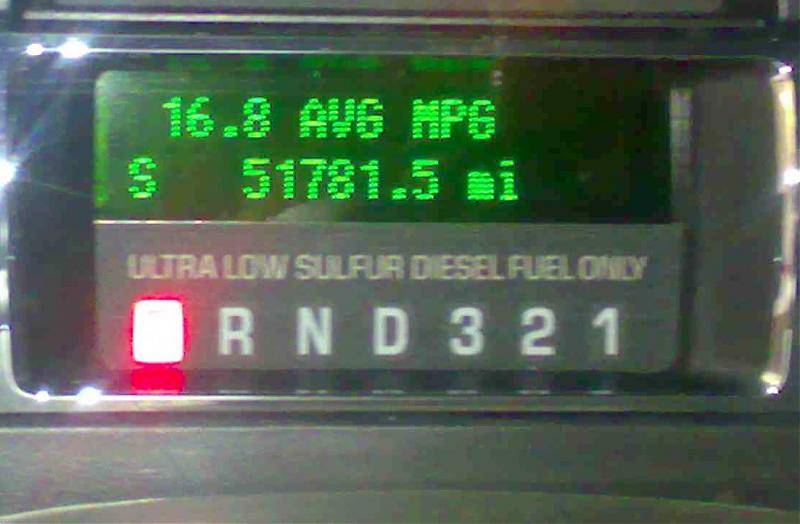 16.8 AVG MPG
S 51781.5 mi
ULTRA LOW SULFUR DIESEL FUEL ONLY
R N D 3 2 1